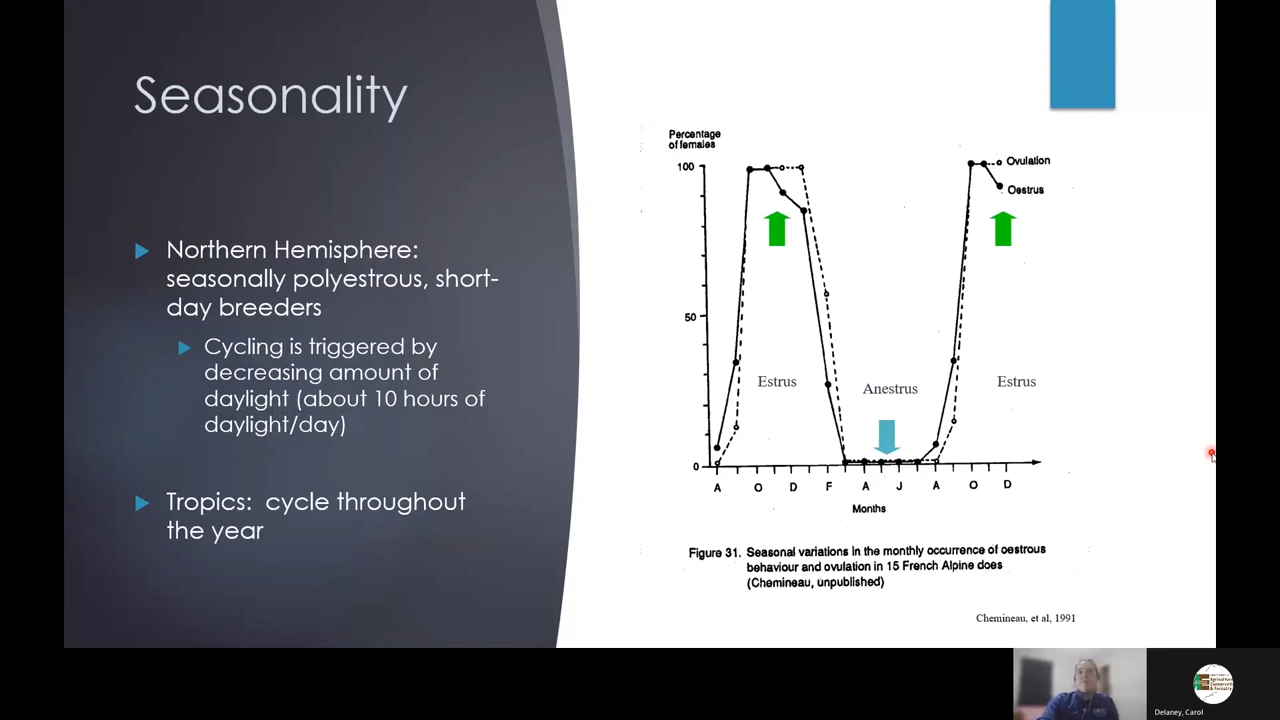 Seasonality
Northern Hemisphere:
seasonally polyestrous, short-
day breeders
Cycling is triggered by
decreasing amount of
daylight (about 10 hours of
daylight/day)
Tropics: cycle throughout
the year
Percentage
of females
100
50
0
Ovulation
Oestrus
Estrus
Anestrus
Estrus
A O D F A J A O D
Months
Figure 31. Seasonal variations in the monthly occurrence of oestrous
behaviour and ovulation in 15 French Alpine does
(Chemineau, unpublished)
Chemineau, et al, 1991
Agriculture
Conservation
& Forestry
Delaney, Carol